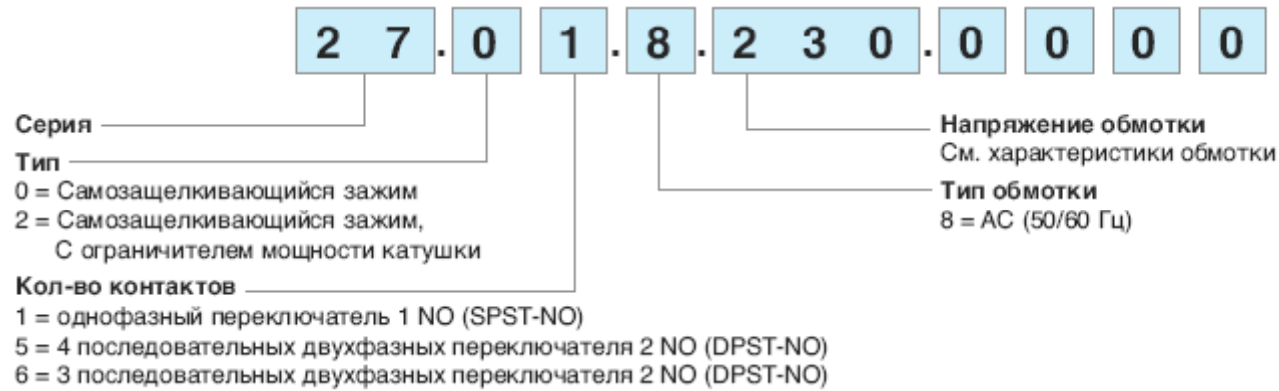 2 7 . 0 1 . 8 . 2 3 0 . 0 0 0 0
Серия
Тип
0 = Самозащелкивающийся зажим
2 = Самозащелкивающийся зажим,
С ограничителем мощности катушки
Кол-во контактов
1 = однофазный переключатель 1 NO (SPST-NO)
5 = 4 последовательных двухфазных переключателя 2 NO (DPST-NO)
6 = 3 последовательных двухфазных переключателя 2 NO (DPST-NO)
Напряжение обмотки
См. характеристики обмотки
Тип обмотки
8 = AC (50/60 Гц)